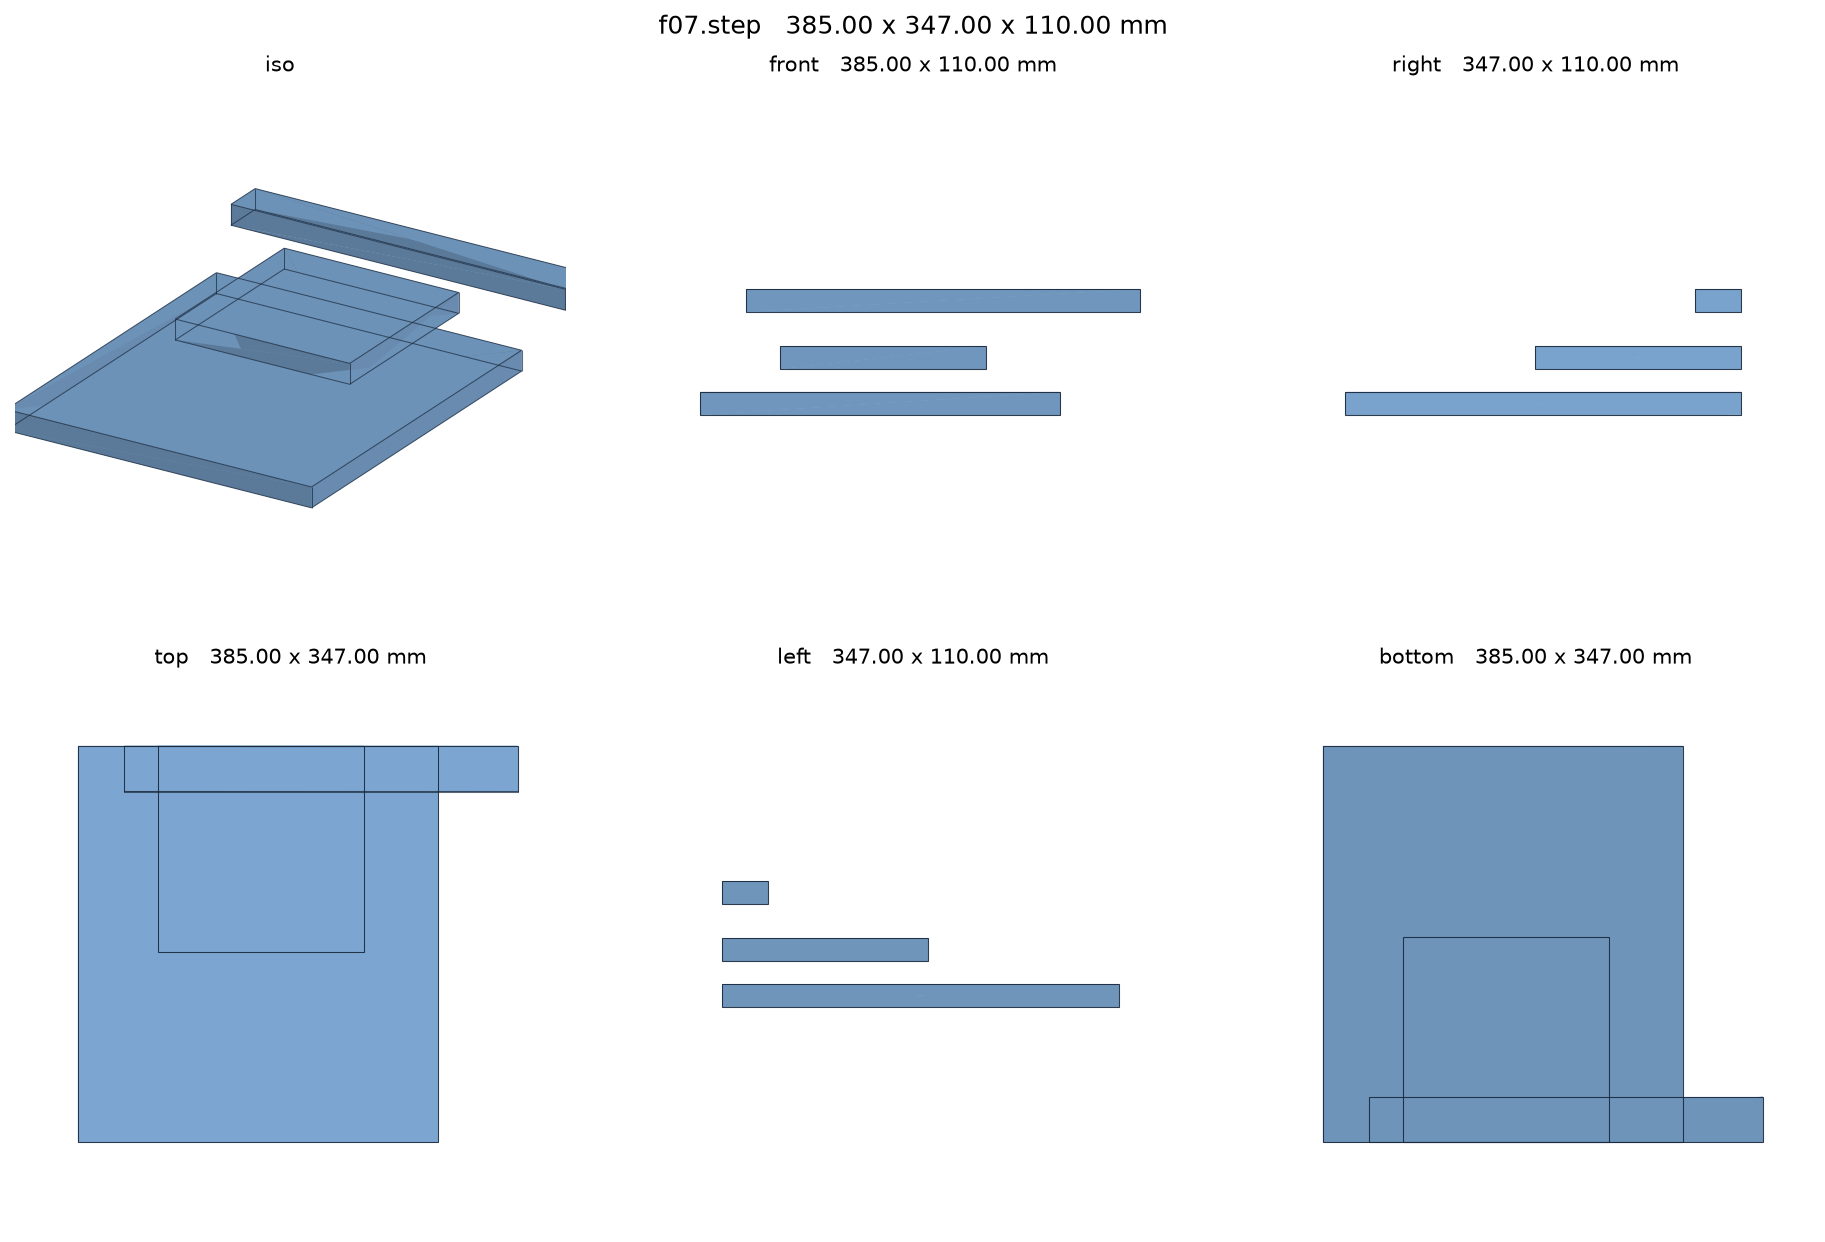 f07.step   385.00 x 347.00 x 110.00 mm
iso
front   385.00 x 110.00 mm
right   347.00 x 110.00 mm
top   385.00 x 347.00 mm
left   347.00 x 110.00 mm
bottom   385.00 x 347.00 mm